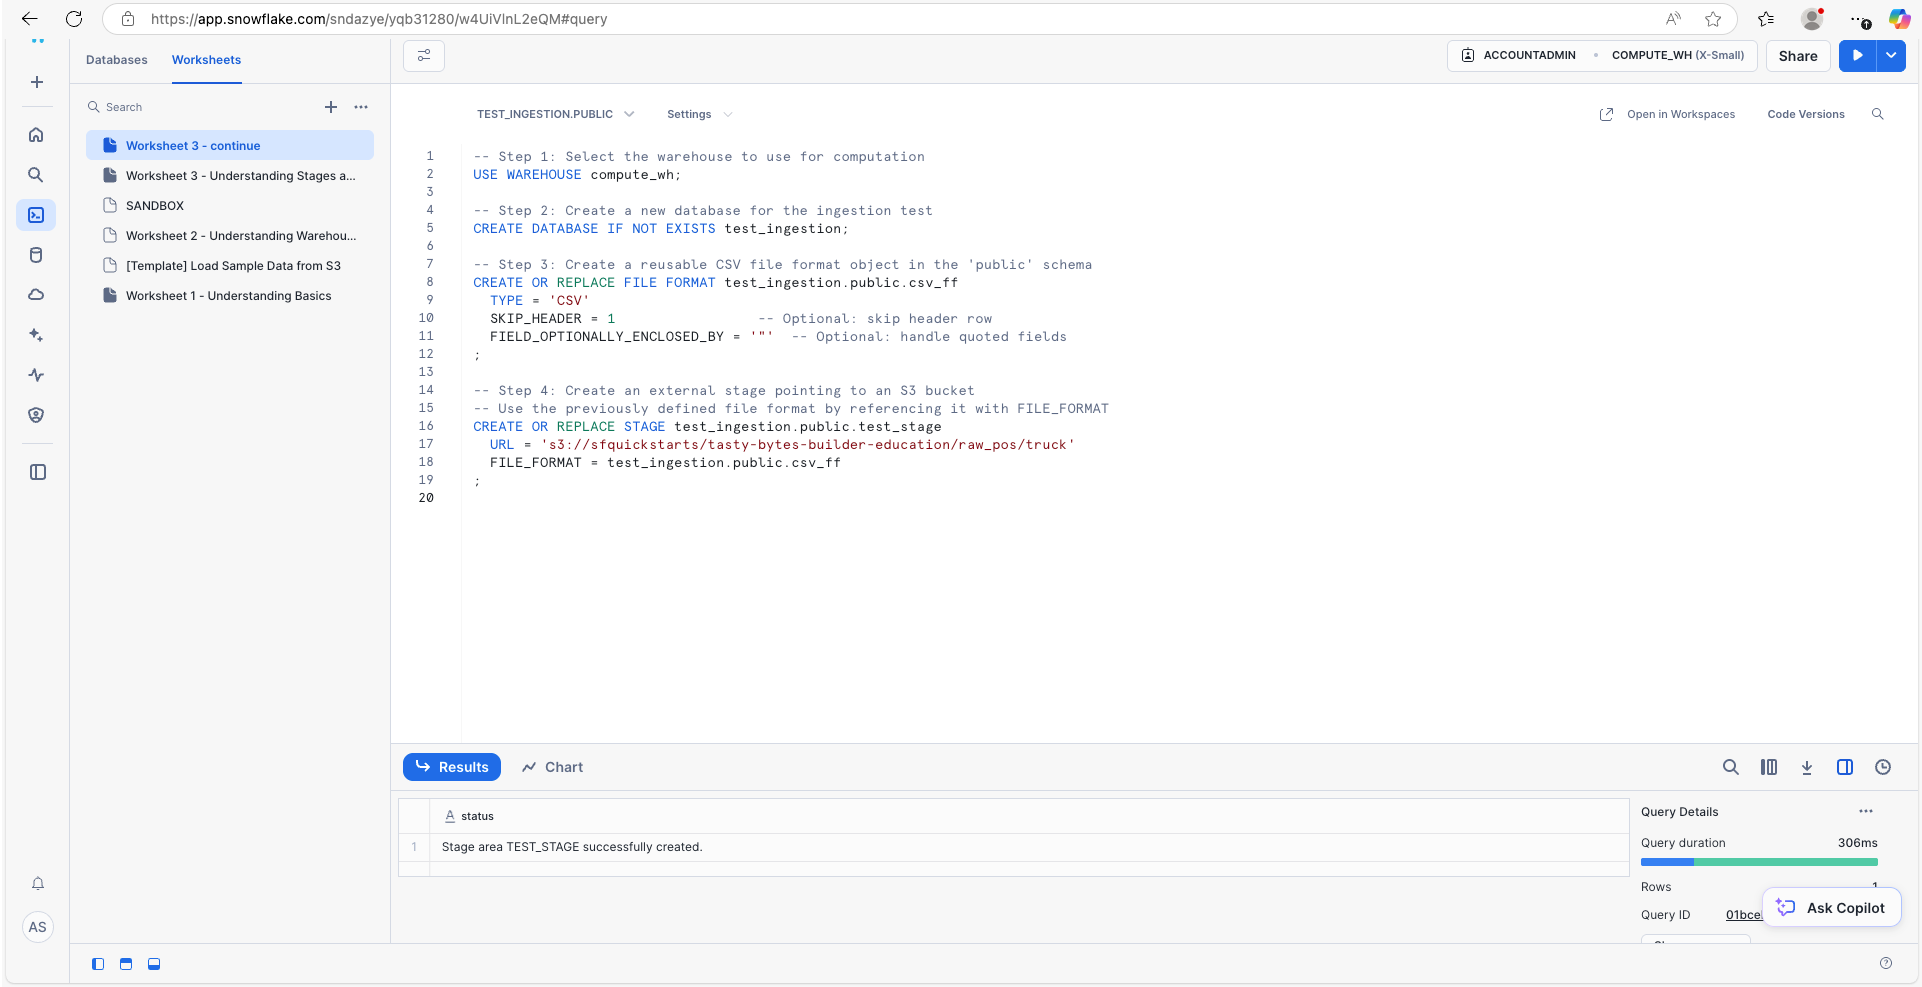 https://app.snowflake.com/sndazye/yqb31280/w4UiVlnL2eQM#query
Databases
Worksheets
ACCOUNTADMIN
COMPUTE_WH (X-Small)
Share
Search
TEST_INGESTION.PUBLIC
Settings
Open in Workspaces
Code Versions
Worksheet 3 - continue
Worksheet 3 - Understanding Stages a...
SANDBOX
Worksheet 2 - Understanding Warehou...
[Template] Load Sample Data from S3
Worksheet 1 - Understanding Basics
1 -- Step 1: Select the warehouse to use for computation
2 USE WAREHOUSE compute_wh;
3
4 -- Step 2: Create a new database for the ingestion test
5 CREATE DATABASE IF NOT EXISTS test_ingestion;
6
7 -- Step 3: Create a reusable CSV file format object in the 'public' schema
8 CREATE OR REPLACE FILE FORMAT test_ingestion.public.csv_ff
9 TYPE = 'CSV'
10 SKIP_HEADER = 1 -- Optional: skip header row
11 FIELD_OPTIONALLY_ENCLOSED_BY = '"' -- Optional: handle quoted fields
12 ;
13
14 -- Step 4: Create an external stage pointing to an S3 bucket
15 -- Use the previously defined file format by referencing it with FILE_FORMAT
16 CREATE OR REPLACE STAGE test_ingestion.public.test_stage
17 URL = 's3://sfquickstarts/tasty-bytes-builder-education/raw_pos/truck'
18 FILE_FORMAT = test_ingestion.public.csv_ff
19 ;
20
Results
Chart
A status
1 Stage area TEST_STAGE successfully created.
Query Details
Query duration 306ms
Rows 1
Query ID 01bce
Ask Copilot
AS